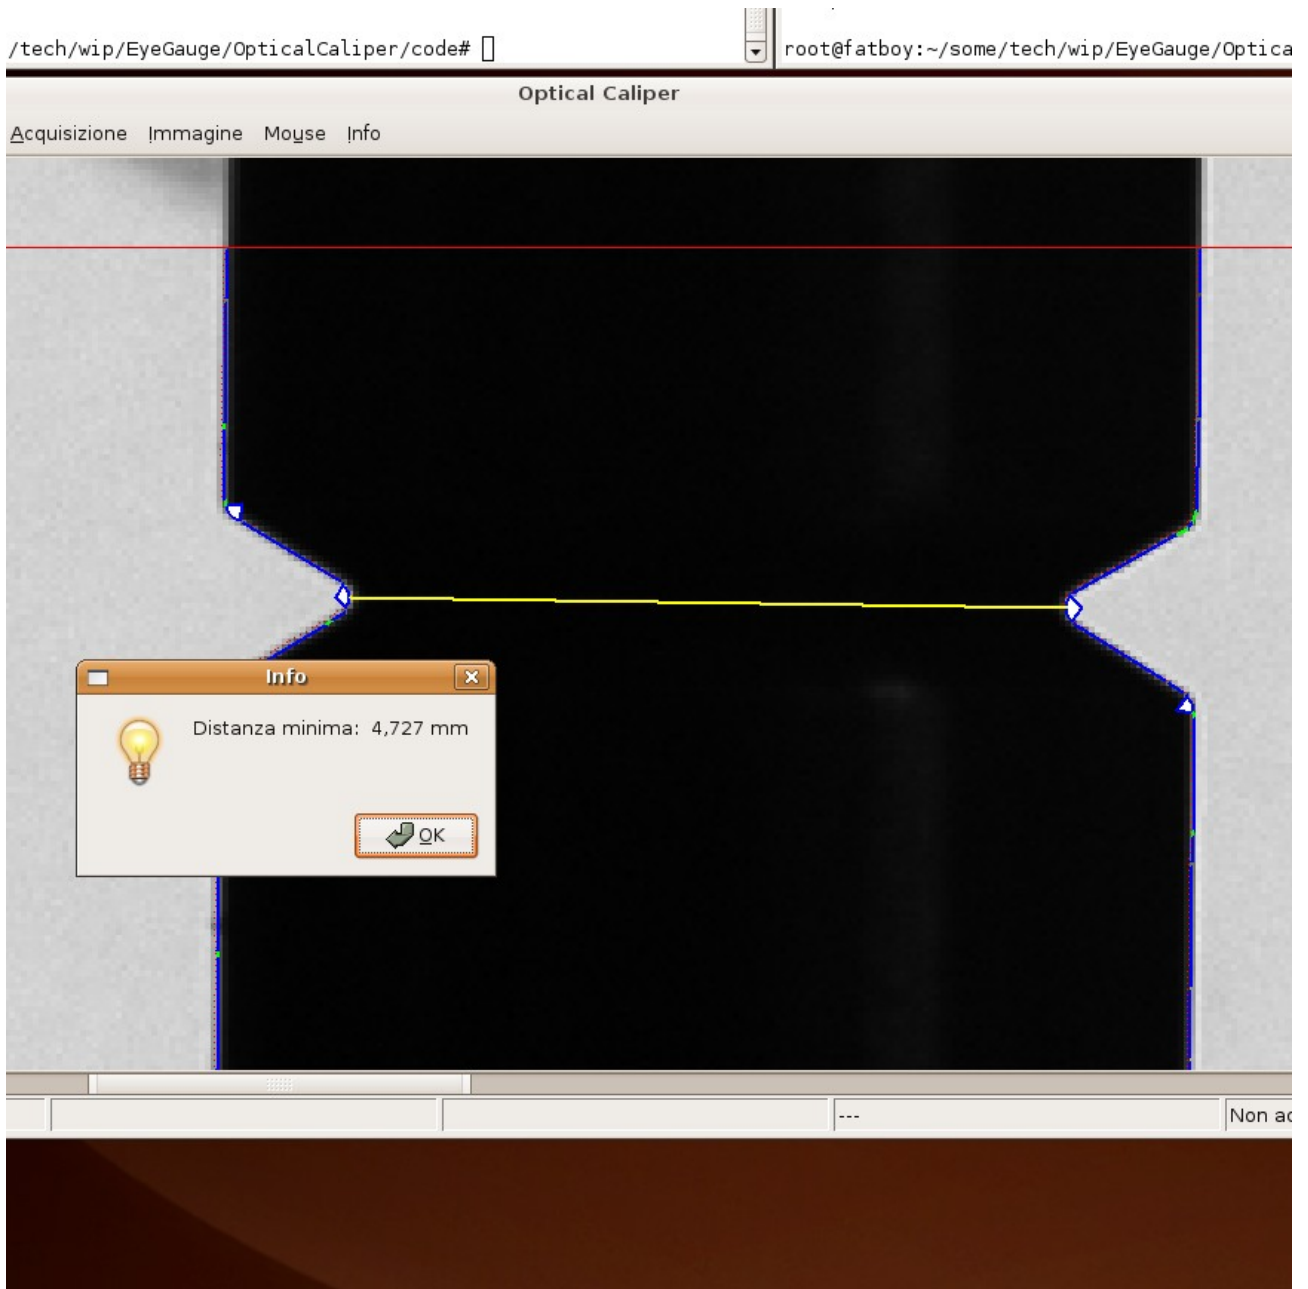 /tech/wip/EyeGauge/OpticalCaliper/code#
root@fatboy:~/some/tech/wip/EyeGauge/Optica
Optical Caliper
Acquisizione Immagine Mouse Info
Info
Distanza minima: 4,727 mm
OK
---
Non ac